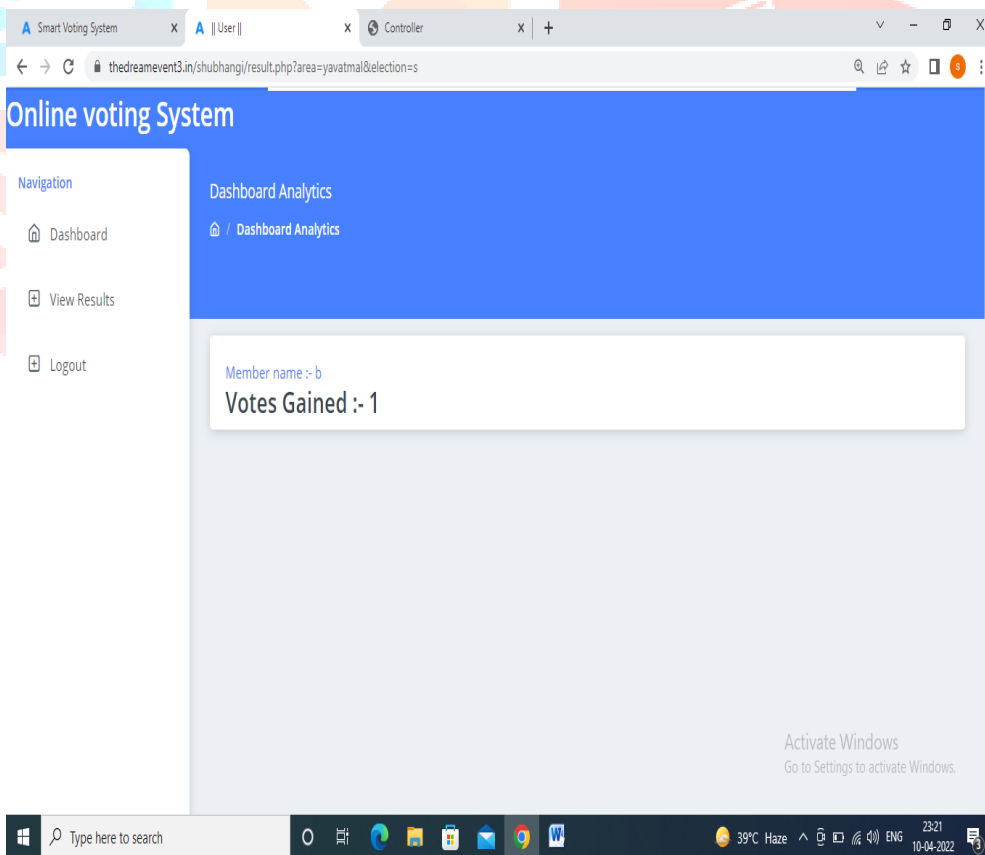 Smart Voting System
|| User ||
Controller
thedreamevent3.in/shubhangi/result.php?area=yavatmal&election=s
S
Online voting System
Navigation
Dashboard
View Results
Logout
Dashboard Analytics
/ Dashboard Analytics
Member name :- b
Votes Gained :- 1
Activate Windows
Go to Settings to activate Windows.
Type here to search
39°C Haze
ENG
23:21
10-04-2022
3